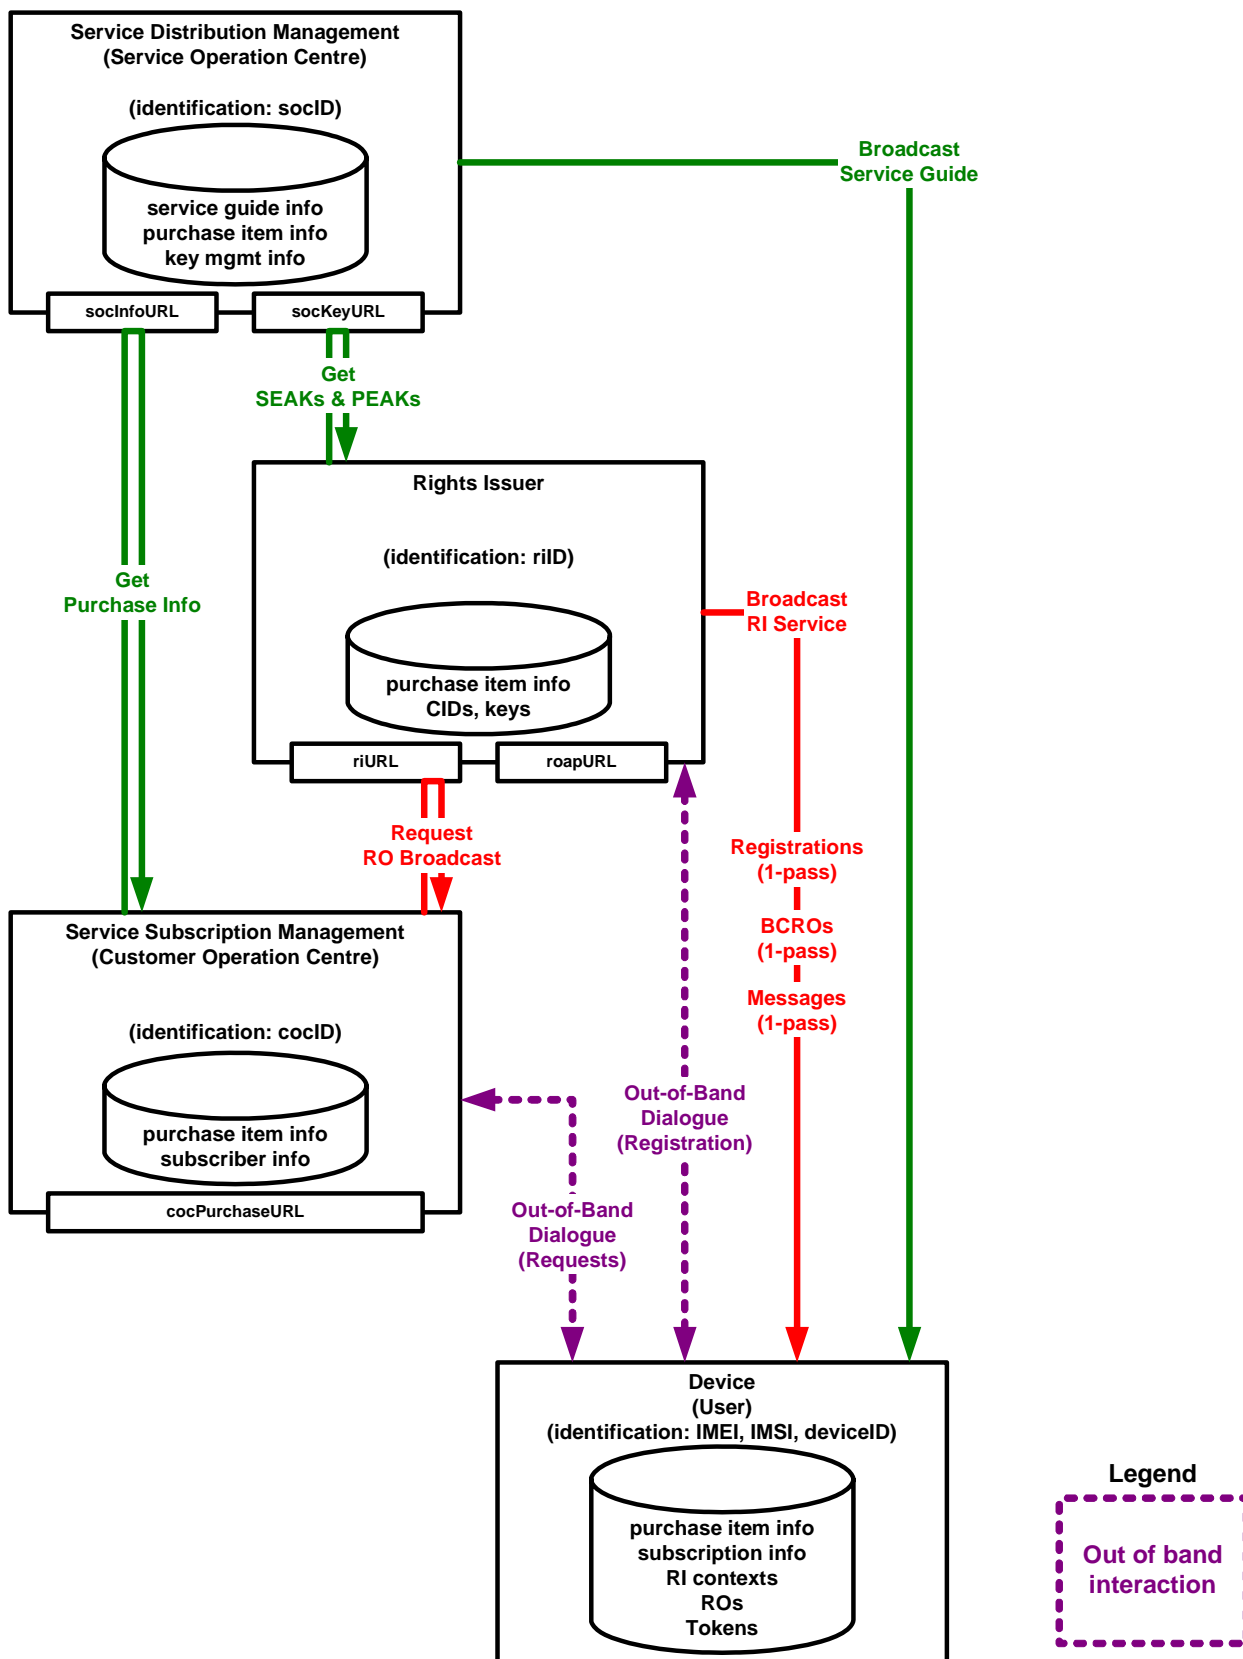 Service Distribution Management
(Service Operation Centre)
(identification: socID)
service guide info
purchase item info
key mgmt info
socInfoURL
socKeyURL
Broadcast
Service Guide
Get
SEAKs & PEAKs
Get
Purchase Info
Rights Issuer
(identification: riID)
purchase item info
CIDs, keys
riURL
roapURL
Broadcast
RI Service
Request
RO Broadcast
Registrations
(1-pass)
BCROs
(1-pass)
Messages
(1-pass)
Service Subscription Management
(Customer Operation Centre)
(identification: cocID)
purchase item info
subscriber info
cocPurchaseURL
Out-of-Band
Dialogue
(Registration)
Out-of-Band
Dialogue
(Requests)
Device
(User)
(identification: IMEI, IMSI, deviceID)
purchase item info
subscription info
RI contexts
ROs
Tokens
Legend
Out of band
interaction